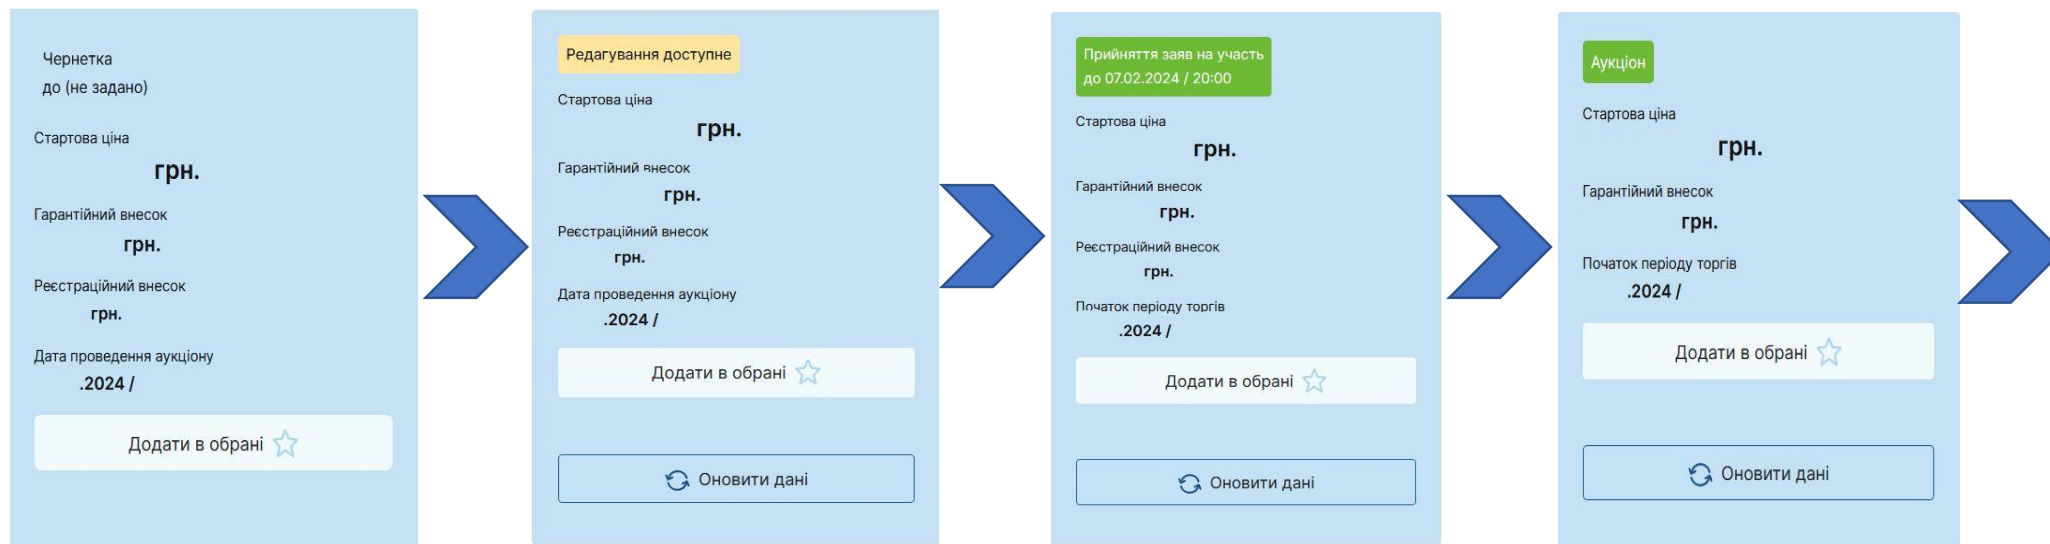 Чернетка
до (не задано)
Стартова ціна
грн.
Гарантійний внесок
грн.
Реєстраційний внесок
грн.
Дата проведення аукціону
.2024 /
Додати в обрані
Редагування доступне
Стартова ціна
грн.
Гарантійний внесок
грн.
Реєстраційний внесок
грн.
Дата проведення аукціону
.2024 /
Додати в обрані
Оновити дані
Прийняття заяв на участь
до 07.02.2024 / 20:00
Стартова ціна
грн.
Гарантійний внесок
грн.
Реєстраційний внесок
грн.
Початок періоду торгів
.2024 /
Додати в обрані
Оновити дані
Аукціон
Стартова ціна
грн.
Гарантійний внесок
грн.
Початок періоду торгів
.2024 /
Додати в обрані
Оновити дані